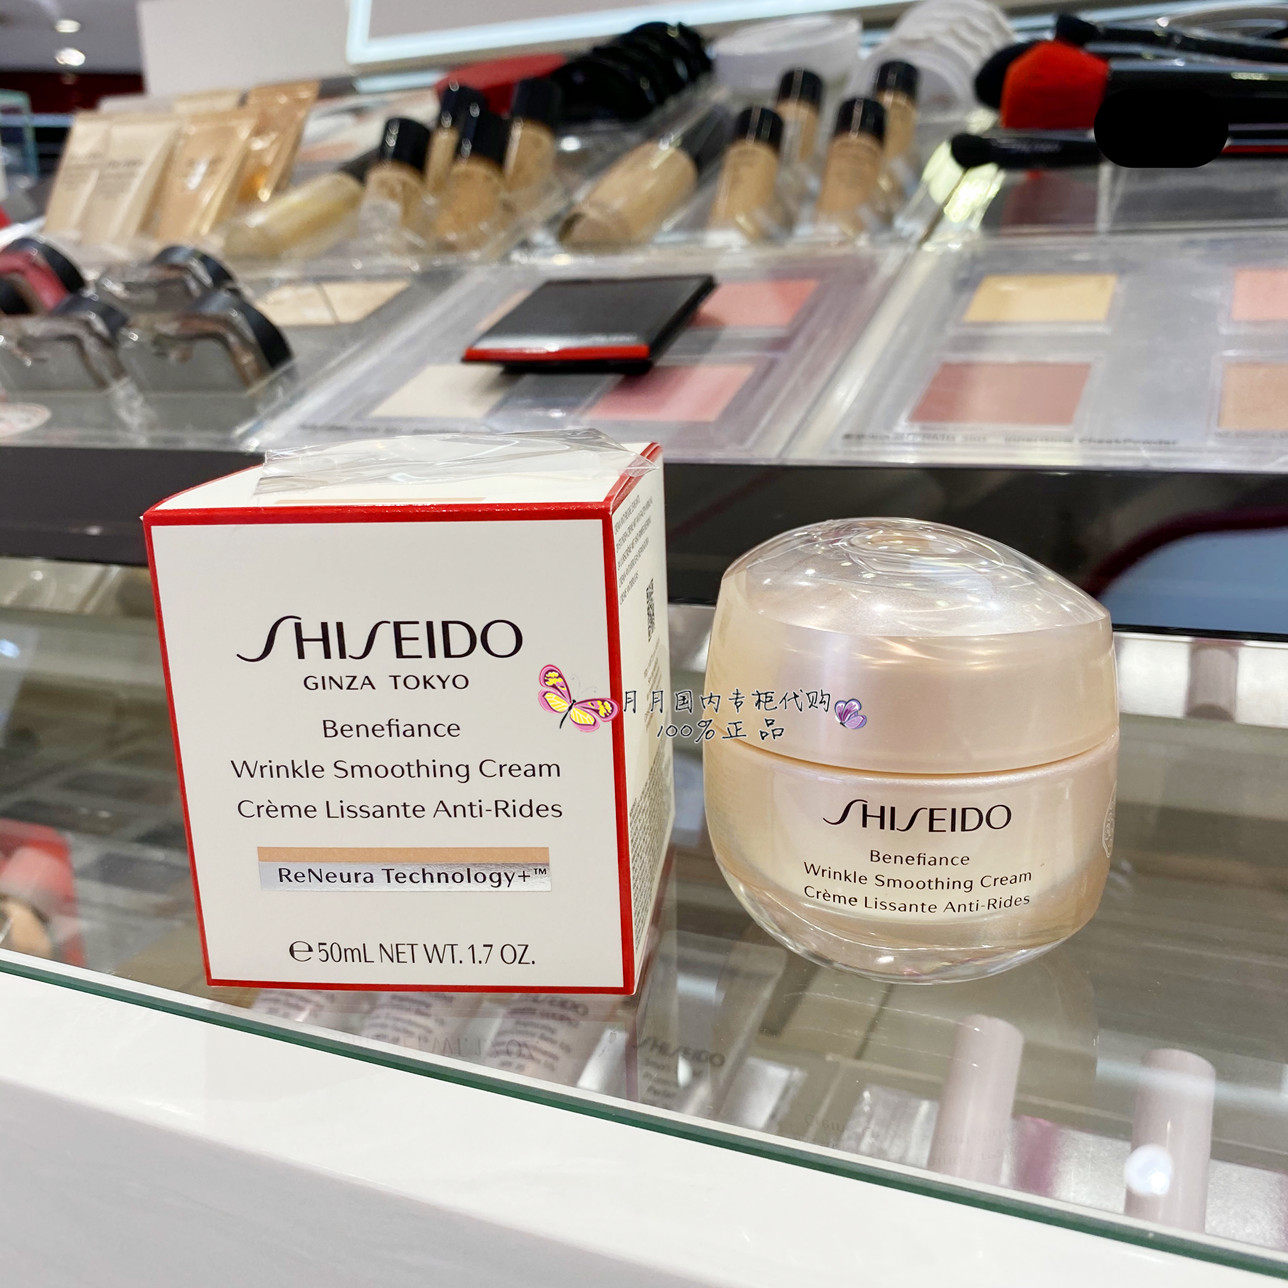 SHISEIDO
GINZA TOKYO
Benefiance
Wrinkle Smoothing Cream
Crème Lissante Anti-Rides
ReNeura Technology+™
℮50mL NET WT. 1.7 OZ.
月月国内专柜代购
100%正品
SHISEIDO
Benefiance
Wrinkle Smoothing Cream
Crème Lissante Anti-Rides